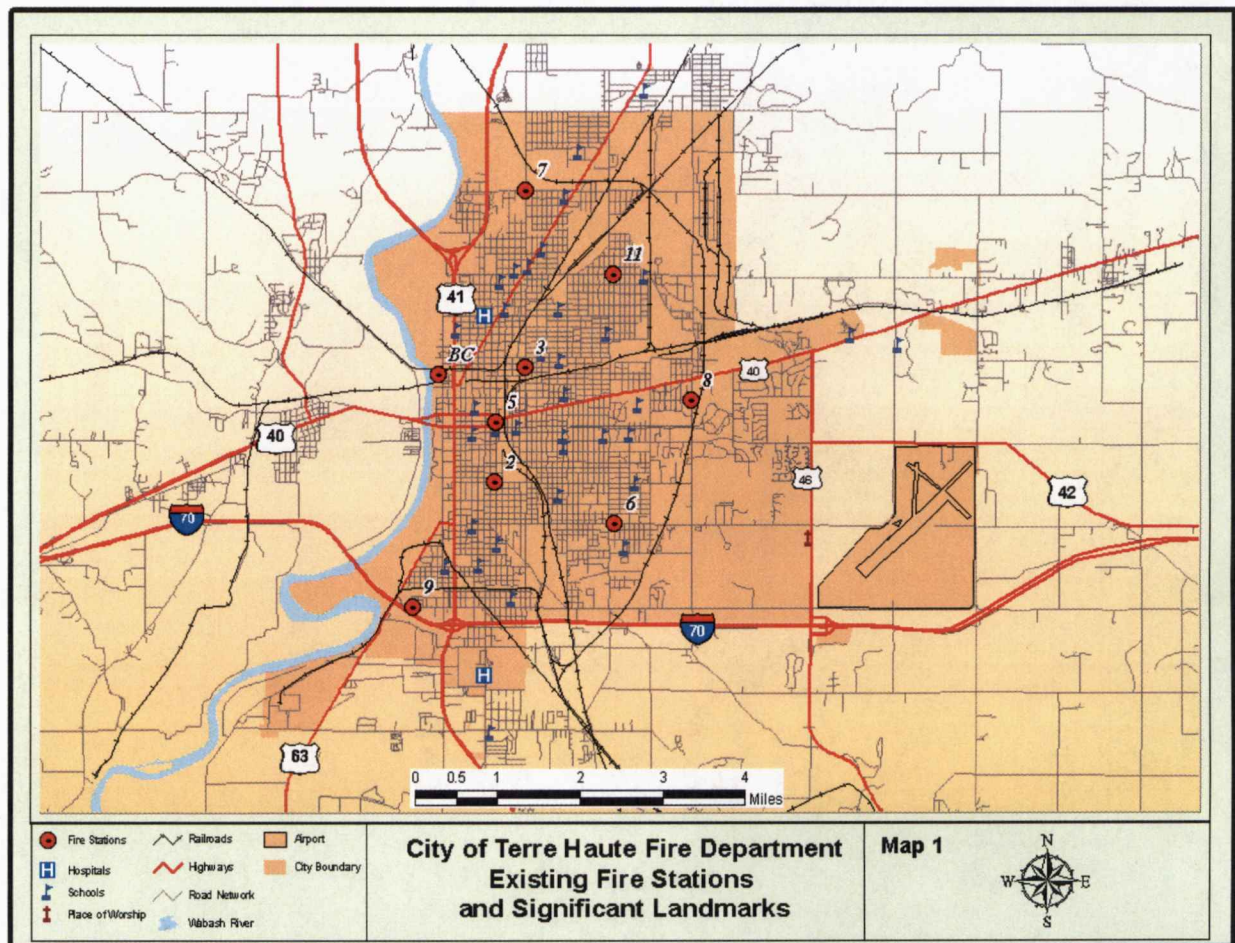 7
11
41
H
BC
3
40
8
5
40
2
46
42
70
6
9
70
H
63
0 0.5 1 2 3 4
Miles
Fire Stations
Hospitals
Schools
Place of Worship
Railroads
Highways
Road Network
Wabash River
Airport
City Boundary
City of Terre Haute Fire Department
Existing Fire Stations
and Significant Landmarks
Map 1
N
W E
S